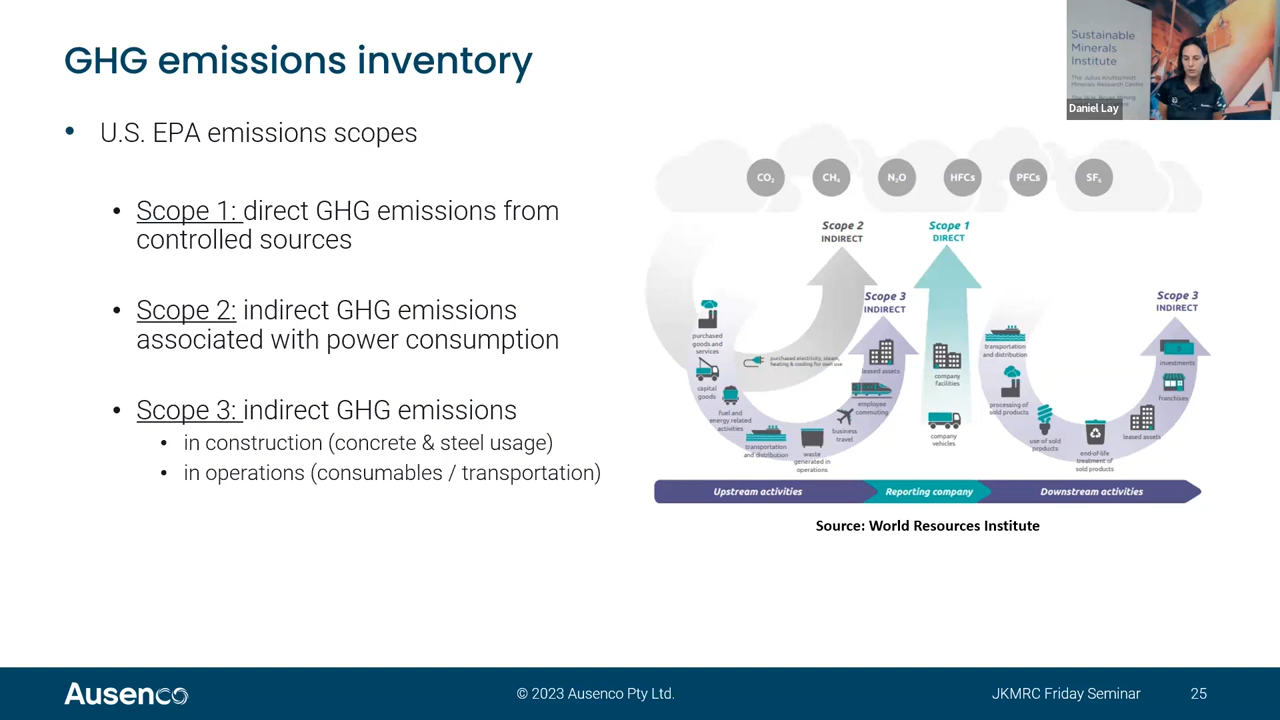 GHG emissions inventory
• U.S. EPA emissions scopes
• Scope 1: direct GHG emissions from
controlled sources
• Scope 2: indirect GHG emissions
associated with power consumption
• Scope 3: indirect GHG emissions
• in construction (concrete & steel usage)
• in operations (consumables / transportation)
Sustainable
Minerals
Institute
The Julius Kruttschnitt
Minerals Research Centre
Daniel Lay
CO₂
CH₄
N₂O
HFCs
PFCs
SF₆
Scope 2
INDIRECT
Scope 1
DIRECT
Scope 3
INDIRECT
Scope 3
INDIRECT
purchased
goods and
services
capital
goods
fuel and
energy related
activities
transportation
and distribution
waste
generated in
operations
business
travel
employee
commuting
leased assets
purchased electricity, steam,
heating & cooling for own use
company
facilities
company
vehicles
transportation
and distribution
processing of
sold products
use of sold
products
end-of-life
treatment of
sold products
leased assets
franchises
investments
Upstream activities
Reporting company
Downstream activities
Source: World Resources Institute
Ausenco
© 2023 Ausenco Pty Ltd.
JKMRC Friday Seminar
25